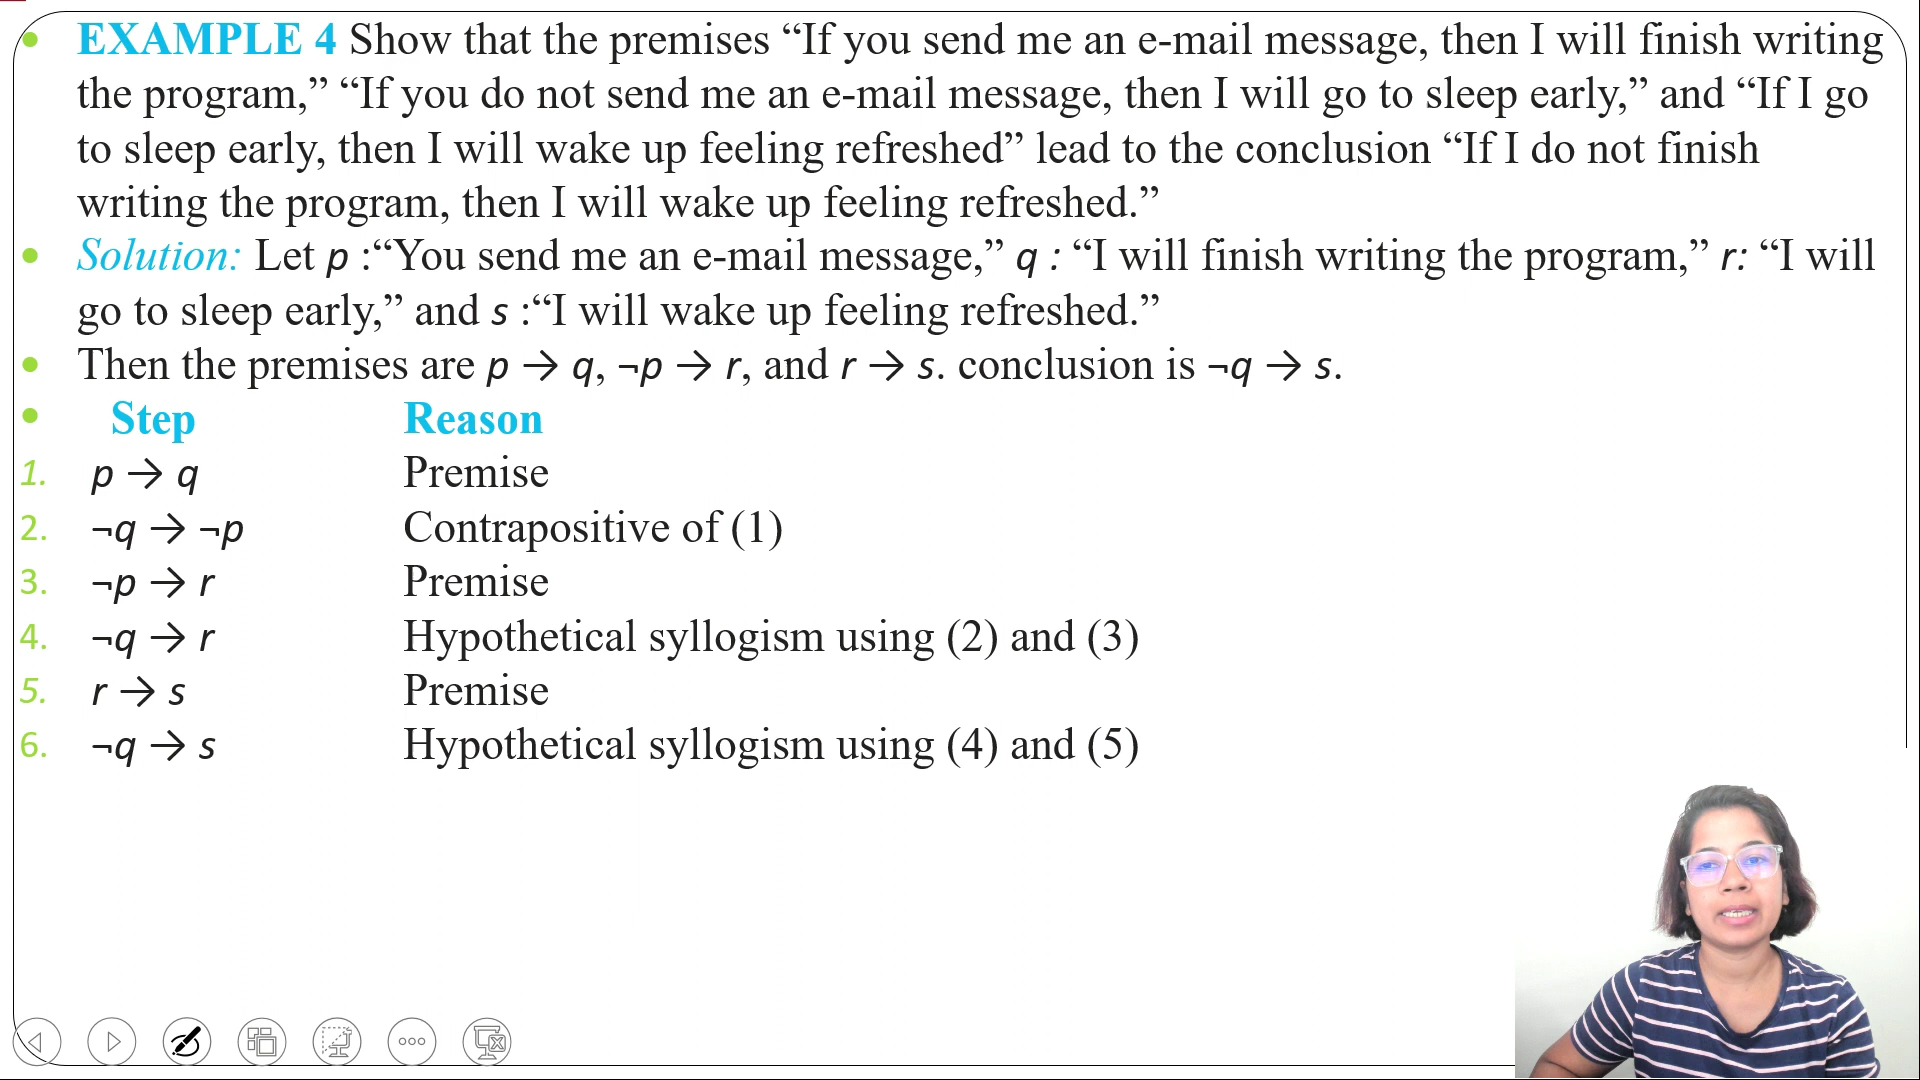 • EXAMPLE 4 Show that the premises “If you send me an e-mail message, then I will finish writing
the program,” “If you do not send me an e-mail message, then I will go to sleep early,” and “If I go
to sleep early, then I will wake up feeling refreshed” lead to the conclusion “If I do not finish
writing the program, then I will wake up feeling refreshed.”
• Solution: Let p :“You send me an e-mail message,” q : “I will finish writing the program,” r: “I will
go to sleep early,” and s :“I will wake up feeling refreshed.”
• Then the premises are p → q, ¬p → r, and r → s. conclusion is ¬q → s.
• Step Reason
1. p → q Premise
2. ¬q → ¬p Contrapositive of (1)
3. ¬p → r Premise
4. ¬q → r Hypothetical syllogism using (2) and (3)
5. r → s Premise
6. ¬q → s Hypothetical syllogism using (4) and (5)